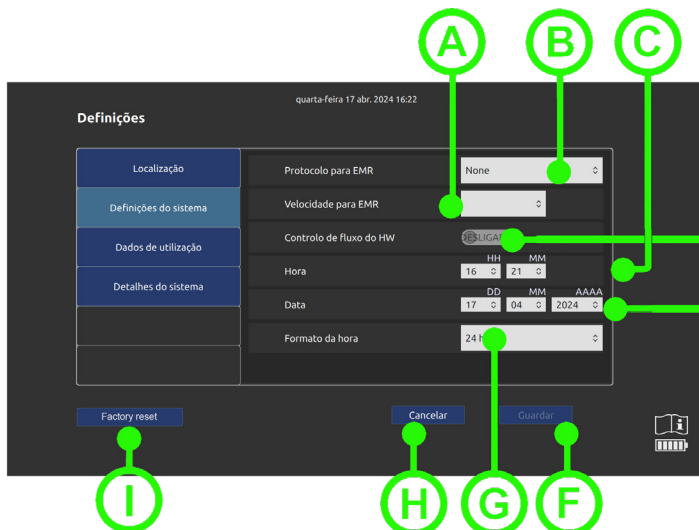 A B C
quarta-feira 17 abr. 2024 16:22
Definições
Localização
Definições do sistema
Dados de utilização
Detalhes do sistema
Protocolo para EMR None
Velocidade para EMR
Controlo de fluxo do HW
HH MM
Hora 16 21
DD MM AAAA
Data 17 04 2024
Formato da hora 24
Factory reset Cancelar Guardar
I H G F